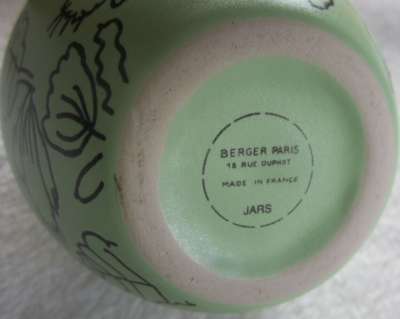 BERGER PARIS
18 RUE DUPHOT
MADE IN FRANCE
JARS